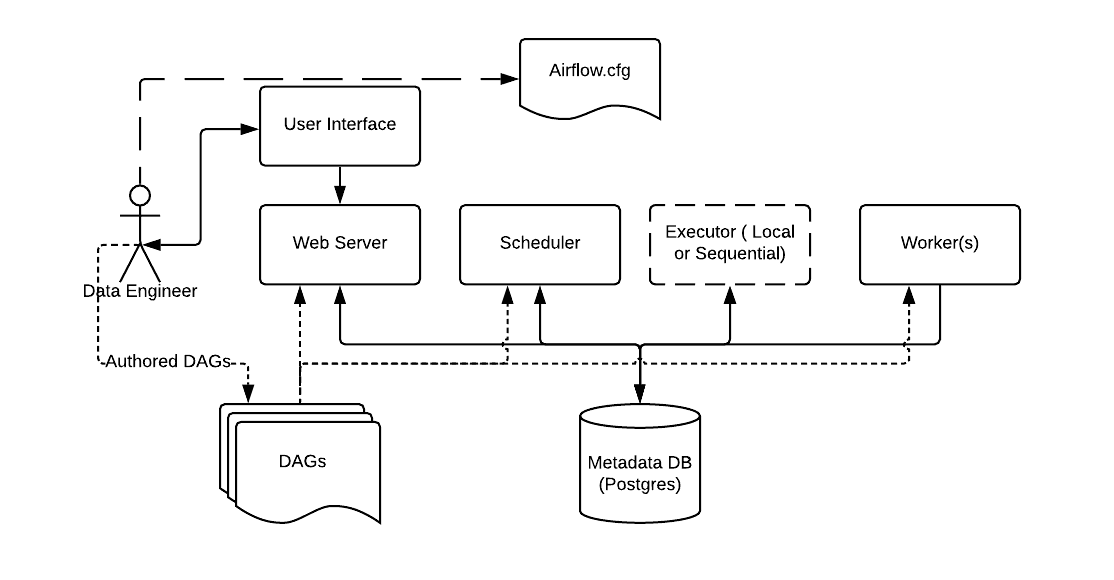 Airflow.cfg
User Interface
Web Server
Scheduler
Executor ( Local
or Sequential)
Worker(s)
Data Engineer
Authored DAGs
DAGs
Metadata DB
(Postgres)